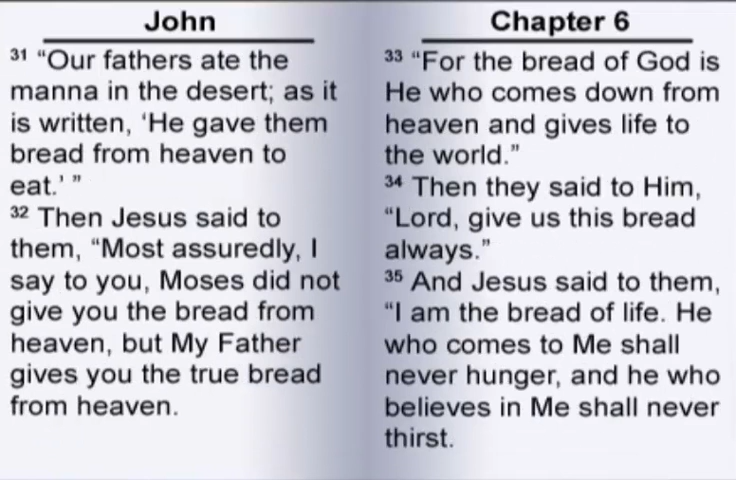 John
31 “Our fathers ate the
manna in the desert; as it
is written, ‘He gave them
bread from heaven to
eat.’ ”
32 Then Jesus said to
them, “Most assuredly, I
say to you, Moses did not
give you the bread from
heaven, but My Father
gives you the true bread
from heaven.
Chapter 6
33 “For the bread of God is
He who comes down from
heaven and gives life to
the world.”
34 Then they said to Him,
“Lord, give us this bread
always.”
35 And Jesus said to them,
“I am the bread of life. He
who comes to Me shall
never hunger, and he who
believes in Me shall never
thirst.